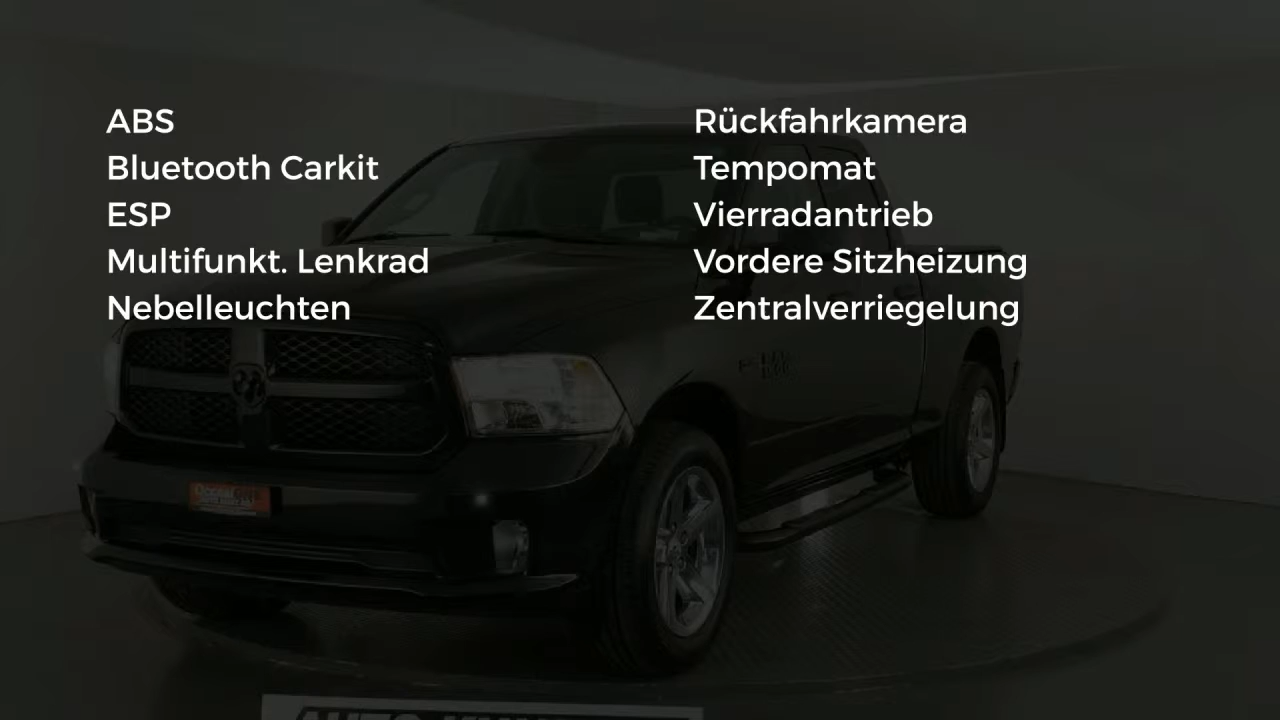 ABS
Bluetooth Carkit
ESP
Multifunkt. Lenkrad
Nebelleuchten
Rückfahrkamera
Tempomat
Vierradantrieb
Vordere Sitzheizung
Zentralverriegelung